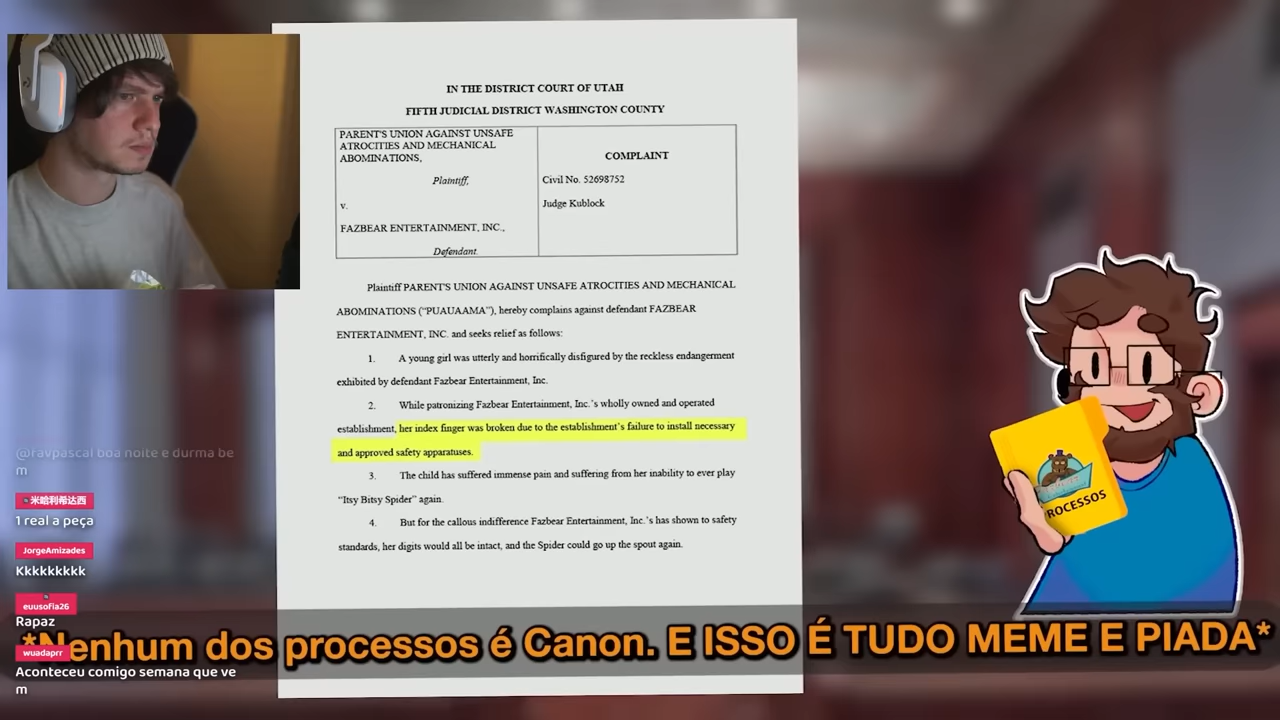 IN THE DISTRICT COURT OF UTAH
FIFTH JUDICIAL DISTRICT WASHINGTON COUNTY
PARENT'S UNION AGAINST UNSAFE
ATROCITIES AND MECHANICAL
ABOMINATIONS,
Plaintiff,
v.
FAZBEAR ENTERTAINMENT, INC.,
Defendant.
COMPLAINT
Civil No. 52698752
Judge Kublock
Plaintiff PARENT'S UNION AGAINST UNSAFE ATROCITIES AND MECHANICAL
ABOMINATIONS ("PUAUAAMA"), hereby complains against defendant FAZBEAR
ENTERTAINMENT, INC. and seeks relief as follows:
1. A young girl was utterly and horrifically disfigured by the reckless endangerment
exhibited by defendant Fazbear Entertainment, Inc.
2. While patronizing Fazbear Entertainment, Inc.'s wholly owned and operated
establishment, her index finger was broken due to the establishment's failure to install necessary
and approved safety apparatuses.
3. The child has suffered immense pain and suffering from her inability to ever play
"Itsy Bitsy Spider" again.
4. But for the callous indifference Fazbear Entertainment, Inc.'s has shown to safety
standards, her digits would all be intact, and the Spider could go up the spout again.
@ravpascal boa noite e durma be
m
米哈利希达西
1 real a peça
JorgeAmizades
Kkkkkkkkk
euusofia26
Rapaz
wuadaprr
Aconteceu comigo semana que ve
m
PROCESSOS
*Nenhum dos processos é Canon. E ISSO É TUDO MEME E PIADA*